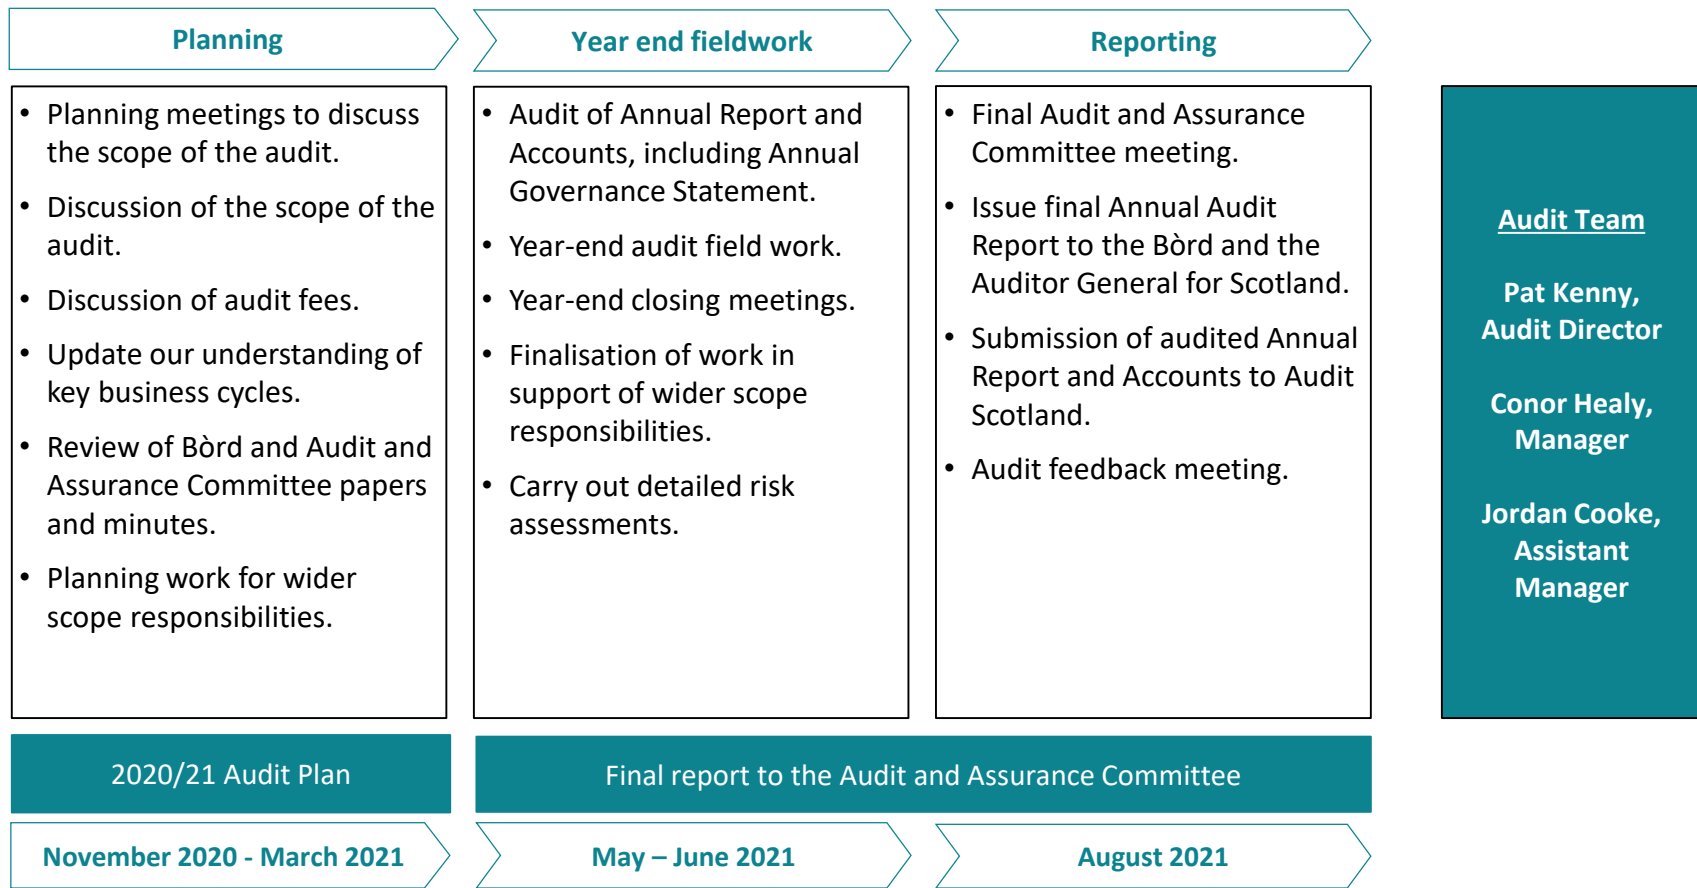 Planning
Year end fieldwork
Reporting
• Planning meetings to discuss
the scope of the audit.
• Discussion of the scope of the
audit.
• Discussion of audit fees.
• Update our understanding of
key business cycles.
• Review of Bòrd and Audit and
Assurance Committee papers
and minutes.
• Planning work for wider
scope responsibilities.
• Audit of Annual Report and
Accounts, including Annual
Governance Statement.
• Year-end audit field work.
• Year-end closing meetings.
• Finalisation of work in
support of wider scope
responsibilities.
• Carry out detailed risk
assessments.
• Final Audit and Assurance
Committee meeting.
• Issue final Annual Audit
Report to the Bòrd and the
Auditor General for Scotland.
• Submission of audited Annual
Report and Accounts to Audit
Scotland.
• Audit feedback meeting.
Audit Team
Pat Kenny,
Audit Director
Conor Healy,
Manager
Jordan Cooke,
Assistant
Manager
2020/21 Audit Plan
Final report to the Audit and Assurance Committee
November 2020 - March 2021
May – June 2021
August 2021